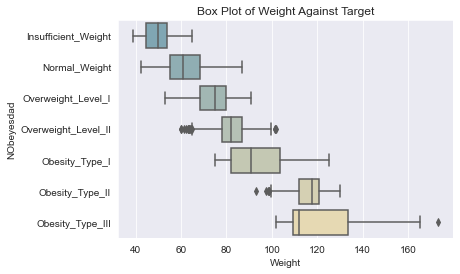 Box Plot of Weight Against Target
NObeyesdad
Insufficient_Weight
Normal_Weight
Overweight_Level_I
Overweight_Level_II
Obesity_Type_I
Obesity_Type_II
Obesity_Type_III
40 60 80 100 120 140 160
Weight